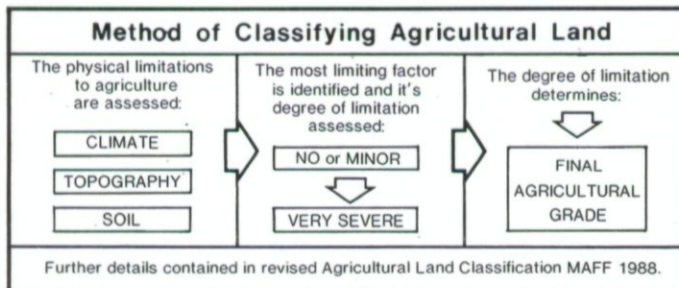 Method of Classifying Agricultural Land
The physical limitations
to agriculture
are assessed:
CLIMATE
TOPOGRAPHY
SOIL
The most limiting factor
is identified and it's
degree of limitation
assessed:
NO or MINOR
VERY SEVERE
The degree of limitation
determines:
FINAL
AGRICULTURAL
GRADE
Further details contained in revised Agricultural Land Classification MAFF 1988.